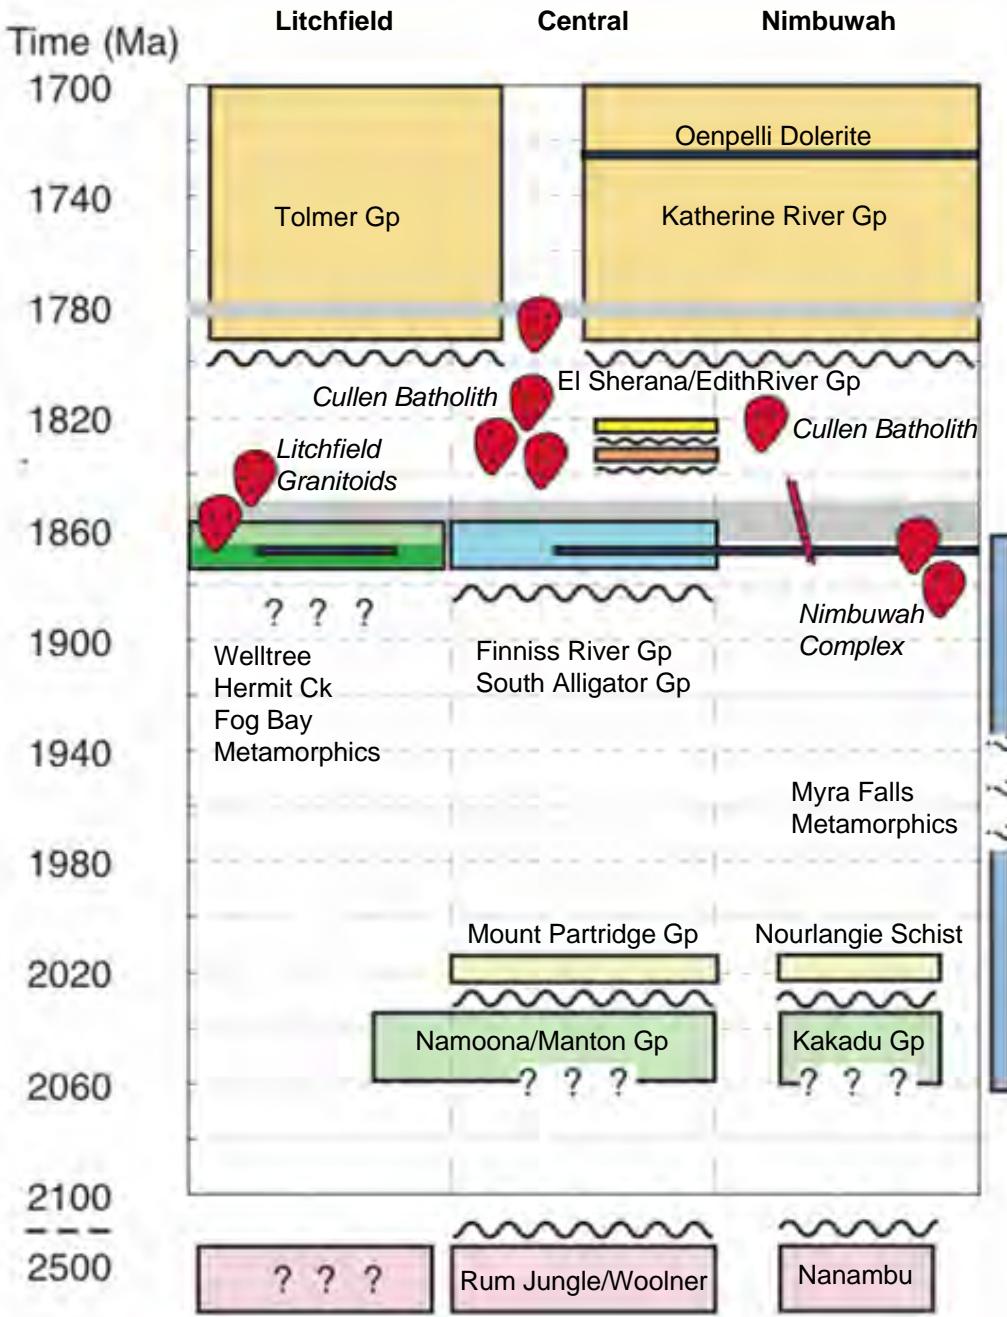 Litchfield Central Nimbuwah
Time (Ma)
1700
Oenpelli Dolerite
1740
Tolmer Gp Katherine River Gp
1780
El Sherana/EdithRiver Gp
Cullen Batholith
1820
Cullen Batholith
Litchfield
Granitoids
1860
? ? ?
1900
Nimbuwah
Complex
Welltree
Hermit Ck
Fog Bay
Metamorphics
Finniss River Gp
South Alligator Gp
1940
Myra Falls
Metamorphics
1980
Mount Partridge Gp Nourlangie Schist
2020
Namoona/Manton Gp Kakadu Gp
? ? ? ? ? ?
2060
2100
2500
? ? ? Rum Jungle/Woolner Nanambu